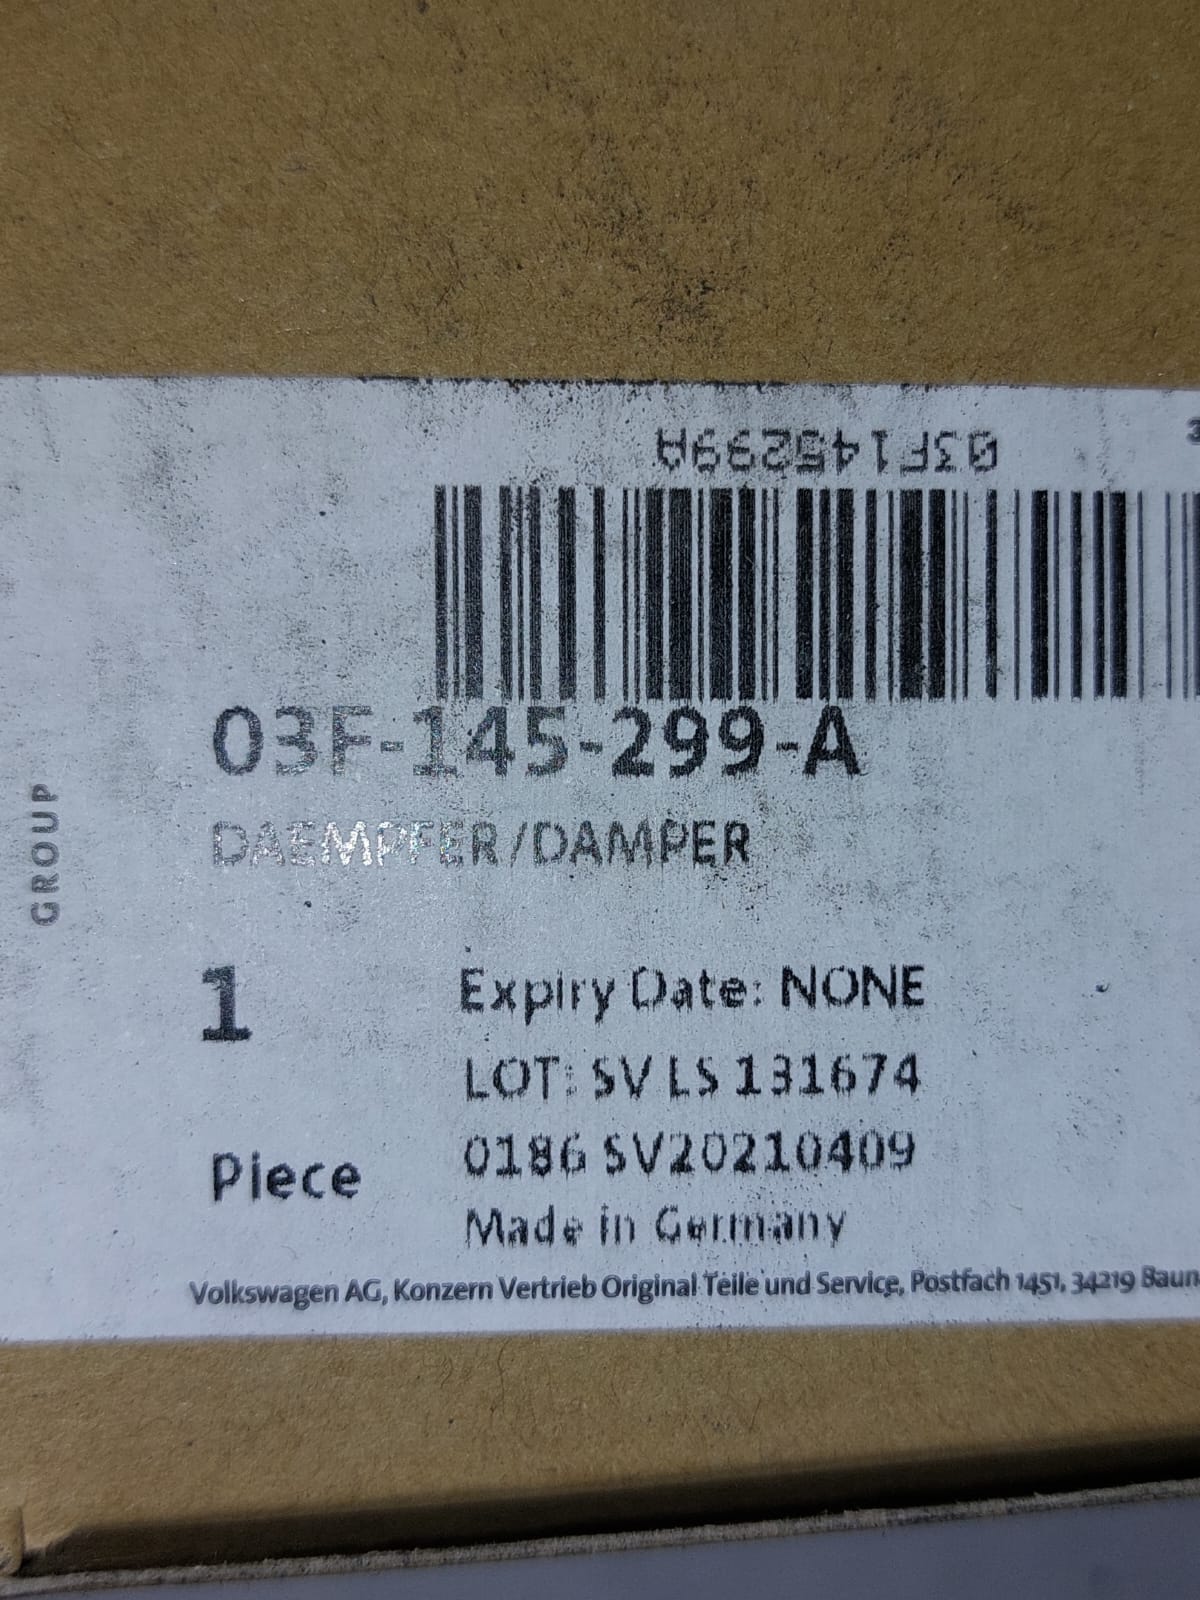 03F145299A
03F-145-299-A
DAEMPFER/DAMPER
GROUP
1
Expiry Date: NONE
LOT: SV LS 131674
0186 SV20210409
Piece
Made in Germany
Volkswagen AG, Konzern Vertrieb Original Teile und Service, Postfach 1451, 34219